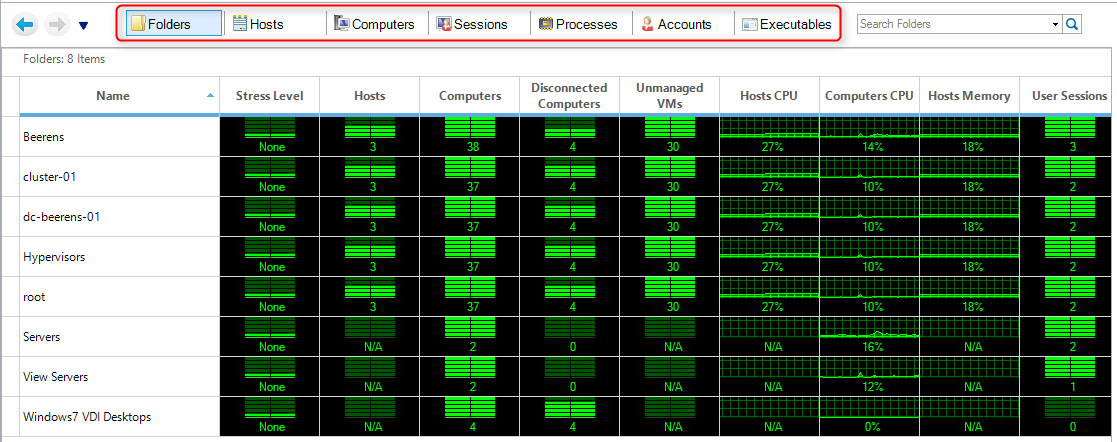 Folders Hosts Computers Sessions Processes Accounts Executables Search Folders
Folders: 8 Items
Name Stress Level Hosts Computers Disconnected Computers Unmanaged VMs Hosts CPU Computers CPU Hosts Memory User Sessions
Beerens None 3 38 4 30 27% 14% 18% 3
cluster-01 None 3 37 4 30 27% 10% 18% 2
dc-beerens-01 None 3 37 4 30 27% 10% 18% 2
Hypervisors None 3 37 4 30 27% 10% 18% 2
root None 3 37 4 30 27% 10% 18% 2
Servers None N/A 2 0 N/A N/A 16% N/A 2
View Servers None N/A 2 0 N/A N/A 12% N/A 1
Windows7 VDI Desktops None N/A 4 4 N/A N/A 0% N/A 0